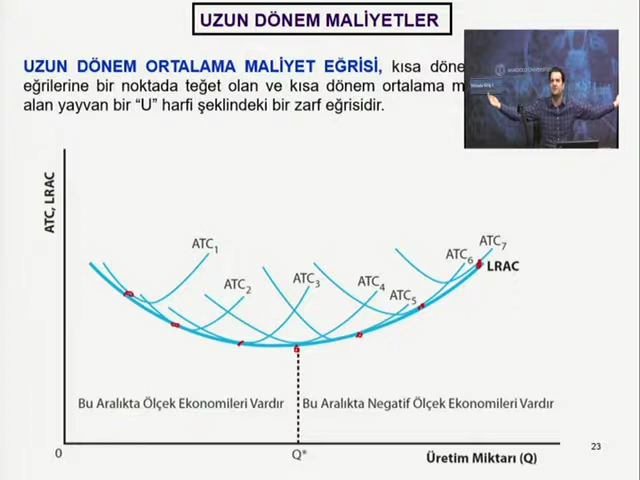 UZUN DÖNEM MALİYETLER
UZUN DÖNEM ORTALAMA MALİYET EĞRİSİ, kısa döne
eğrilerine bir noktada teğet olan ve kısa dönem ortalama m
alan yayvan bir “U” harfi şeklindeki bir zarf eğrisidir.
ATC, LRAC
ATC1
ATC2
ATC3
ATC4
ATC5
ATC6
ATC7
LRAC
Bu Aralıkta Ölçek Ekonomileri Vardır
Bu Aralıkta Negatif Ölçek Ekonomileri Vardır
0
Q*
Üretim Miktarı (Q)
23